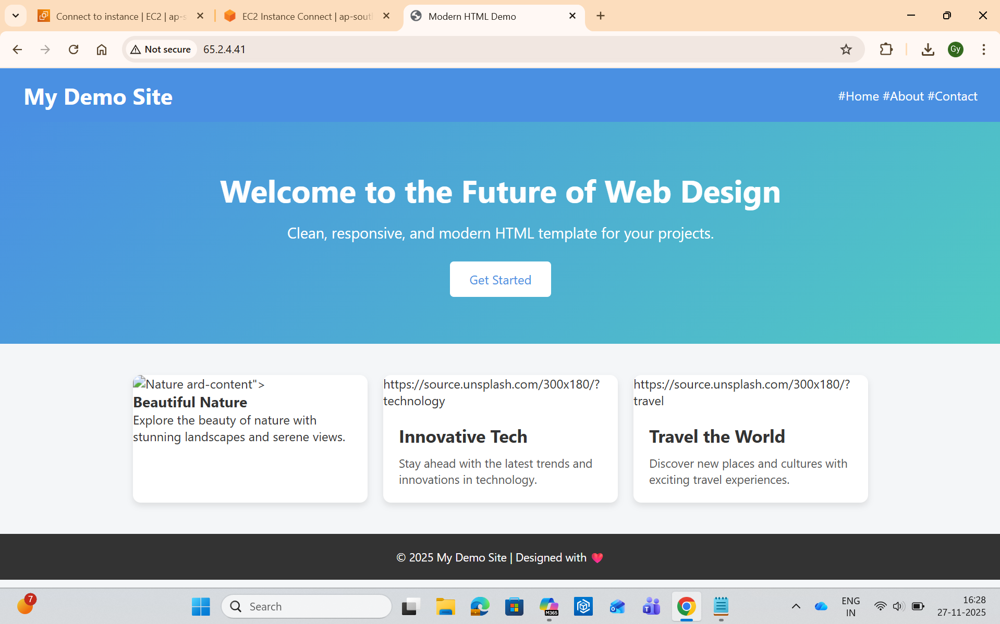 Connect to instance | EC2 | ap-s
EC2 Instance Connect | ap-sout
Modern HTML Demo
Not secure
65.2.4.41
Gy
My Demo Site
#Home #About #Contact
Welcome to the Future of Web Design
Clean, responsive, and modern HTML template for your projects.
Get Started
Nature ard-content">
Beautiful Nature
Explore the beauty of nature with
stunning landscapes and serene views.
https://source.unsplash.com/300x180/?
technology
Innovative Tech
Stay ahead with the latest trends and
innovations in technology.
https://source.unsplash.com/300x180/?
travel
Travel the World
Discover new places and cultures with
exciting travel experiences.
© 2025 My Demo Site | Designed with ❤️
7
Search
M365
O
T
ENG
IN
16:28
27-11-2025